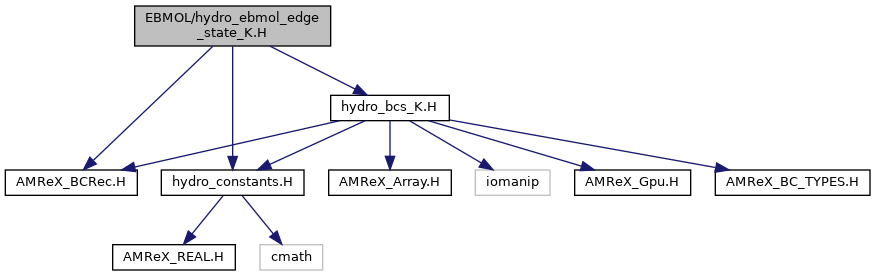 EBMOL/hydro_ebmol_edge
_state_K.H
hydro_bcs_K.H
AMReX_BCRec.H
hydro_constants.H
AMReX_Array.H
iomanip
AMReX_Gpu.H
AMReX_BC_TYPES.H
AMReX_REAL.H
cmath